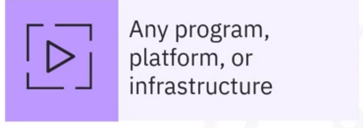 Any program,
platform, or
infrastructure